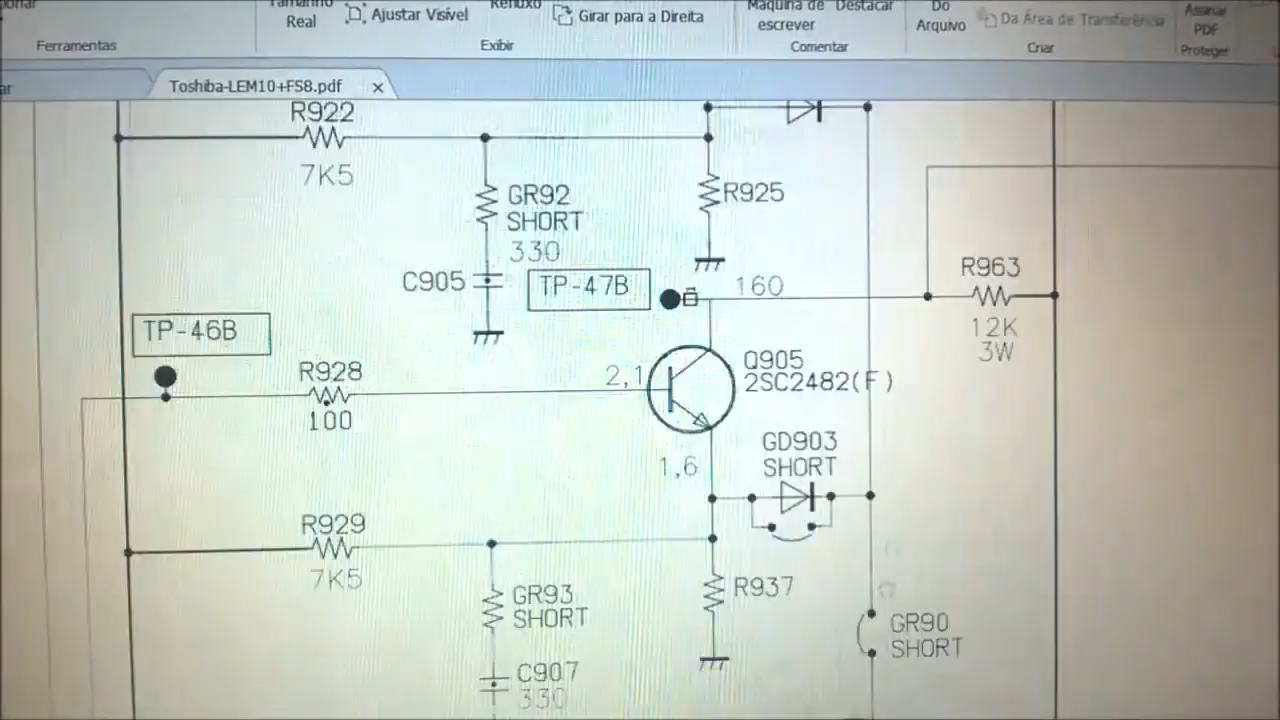 Tamanho
Real
Ajustar Visível
Refluxo
Girar para a Direita
Máquina de
escrever
Destacar
Do
Arquivo
Da Área de Transferência
Assinar
PDF
Ferramentas
Exibir
Comentar
Criar
Proteger
ar
Toshiba-LEM10+FS8.pdf
R922
7K5
GR92
SHORT
330
R925
C905
TP-47B
160
R963
12K
3W
TP-46B
R928
100
2,1
Q905
2SC2482(F)
1,6
GD903
SHORT
R929
7K5
GR93
SHORT
R937
C907
330
GR90
SHORT